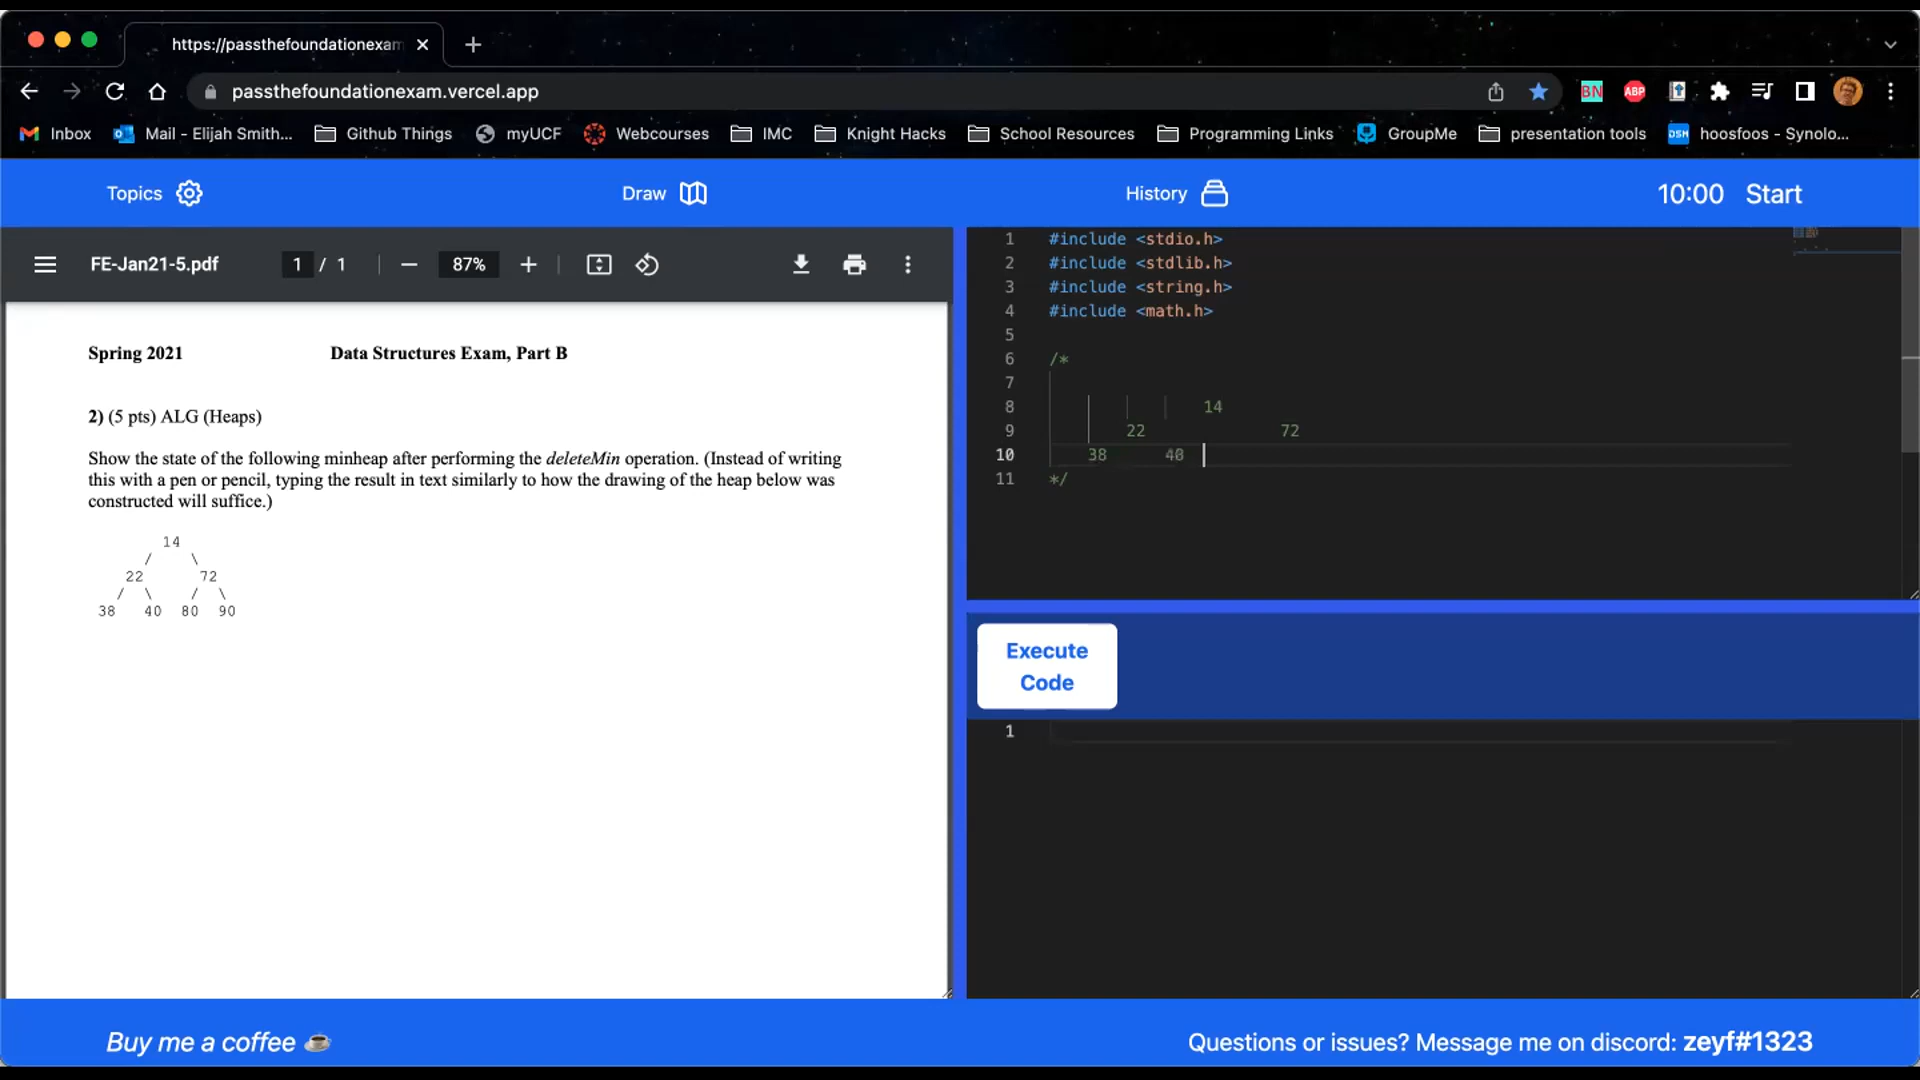 https://passthefoundationexam
passthefoundationexam.vercel.app
BN
ABP
Inbox
Mail - Elijah Smith...
Github Things
myUCF
Webcourses
IMC
Knight Hacks
School Resources
Programming Links
GroupMe
presentation tools
DSM
hoosfoos - Synolo...
Topics
Draw
History
10:00 Start
FE-Jan21-5.pdf
1 / 1
87%
Spring 2021 Data Structures Exam, Part B
2) (5 pts) ALG (Heaps)
Show the state of the following minheap after performing the deleteMin operation. (Instead of writing
this with a pen or pencil, typing the result in text similarly to how the drawing of the heap below was
constructed will suffice.)
14
/ \
22 72
/ \ / \
38 40 80 90
1 #include <stdio.h>
2 #include <stdlib.h>
3 #include <string.h>
4 #include <math.h>
5
6 /*
7
8 14
9 22 72
10 38 40
11 */
Execute
Code
1
Buy me a coffee
Questions or issues? Message me on discord: zeyf#1323